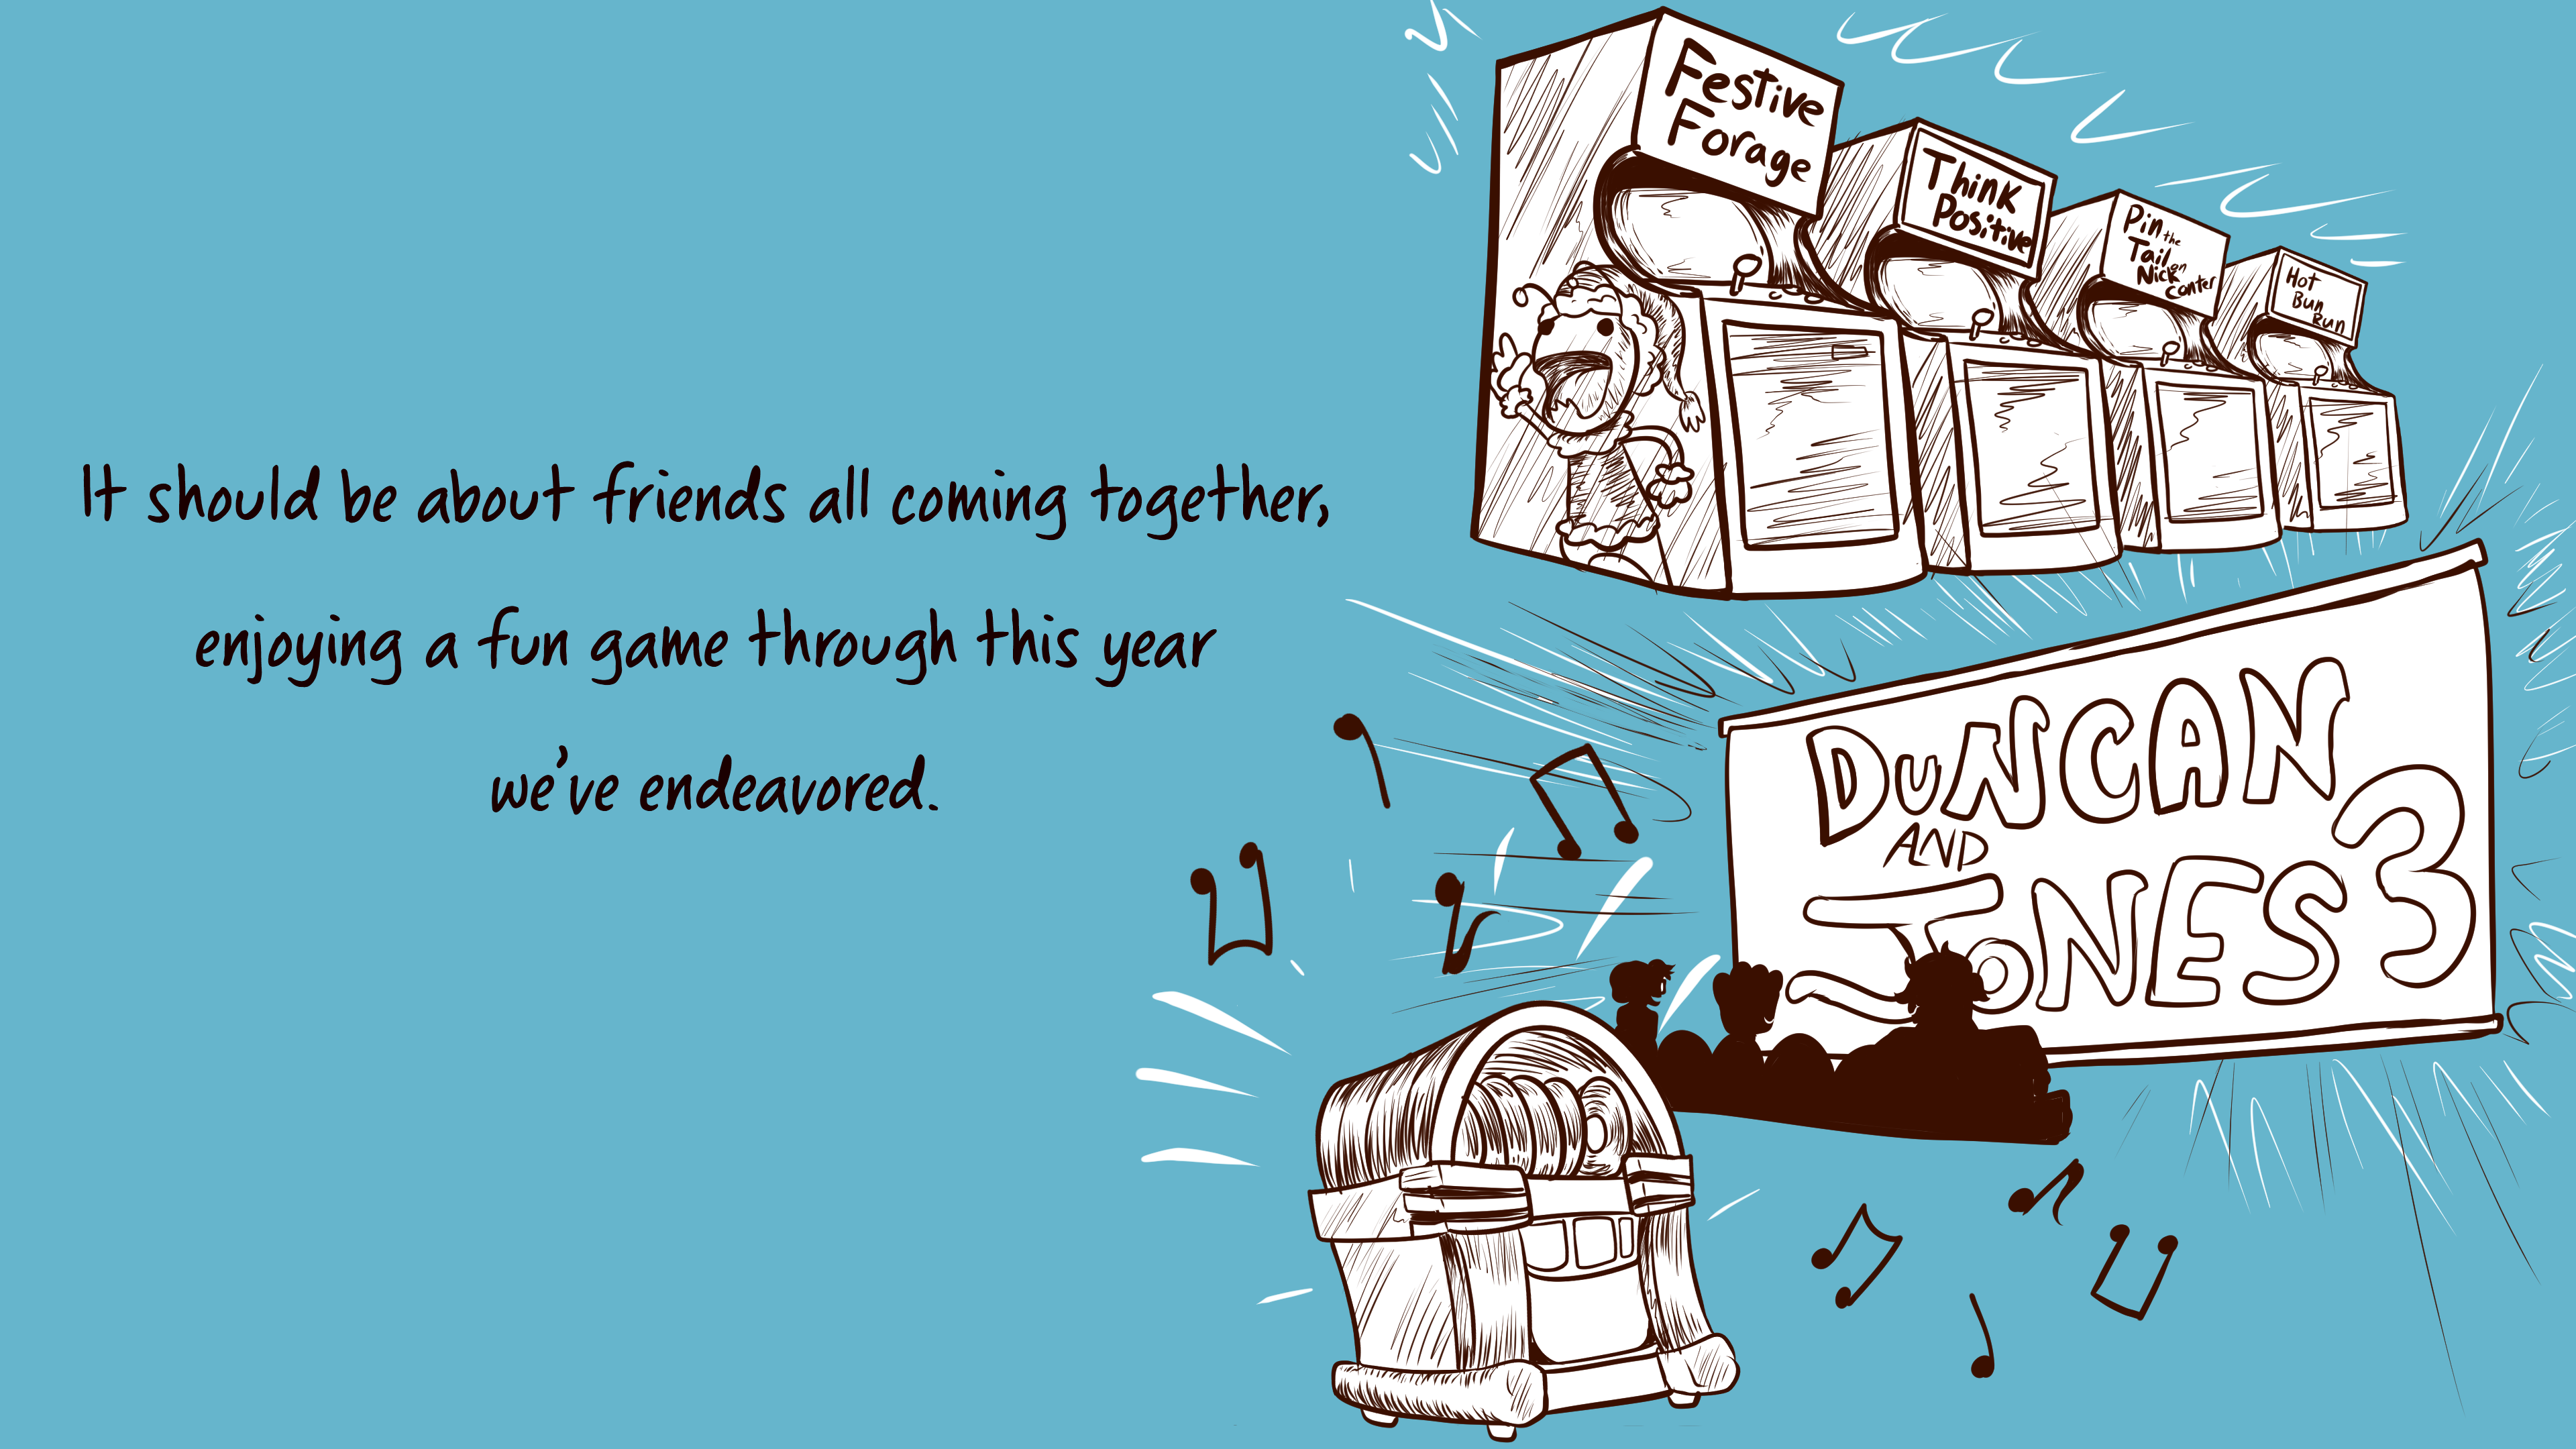 It should be about friends all coming together,
enjoying a fun game through this year
we've endeavored.
Festive
Forage
Think
Positive
Pin the
Tail on
Nick
Conter
Hot
Bun
Run
DUNCAN
AND
JONES 3